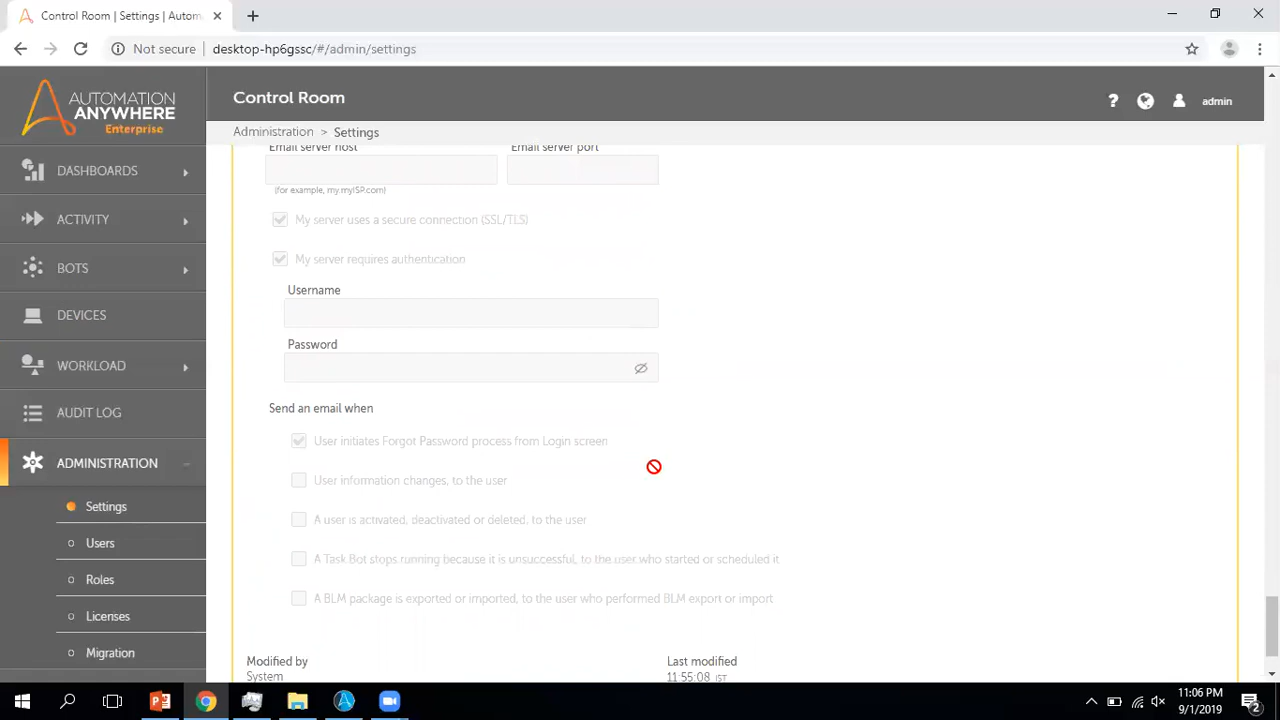 Control Room | Settings | Autom
Not secure
desktop-hp6gssc/#/admin/settings
AUTOMATION
ANYWHERE
Enterprise
Control Room
?
admin
Administration > Settings
DASHBOARDS
ACTIVITY
BOTS
DEVICES
WORKLOAD
AUDIT LOG
ADMINISTRATION
Settings
Users
Roles
Licenses
Migration
Email server host
Email server port
(for example, my.myISP.com)
My server uses a secure connection (SSL/TLS)
My server requires authentication
Username
Password
Send an email when
User initiates Forgot Password process from Login screen
User information changes, to the user
A user is activated, deactivated or deleted, to the user
A Task Bot stops running because it is unsuccessful, to the user who started or scheduled it
A BLM package is exported or imported, to the user who performed BLM export or import
Modified by
System
Last modified
11:55:08 IST
11:06 PM
9/1/2019
2